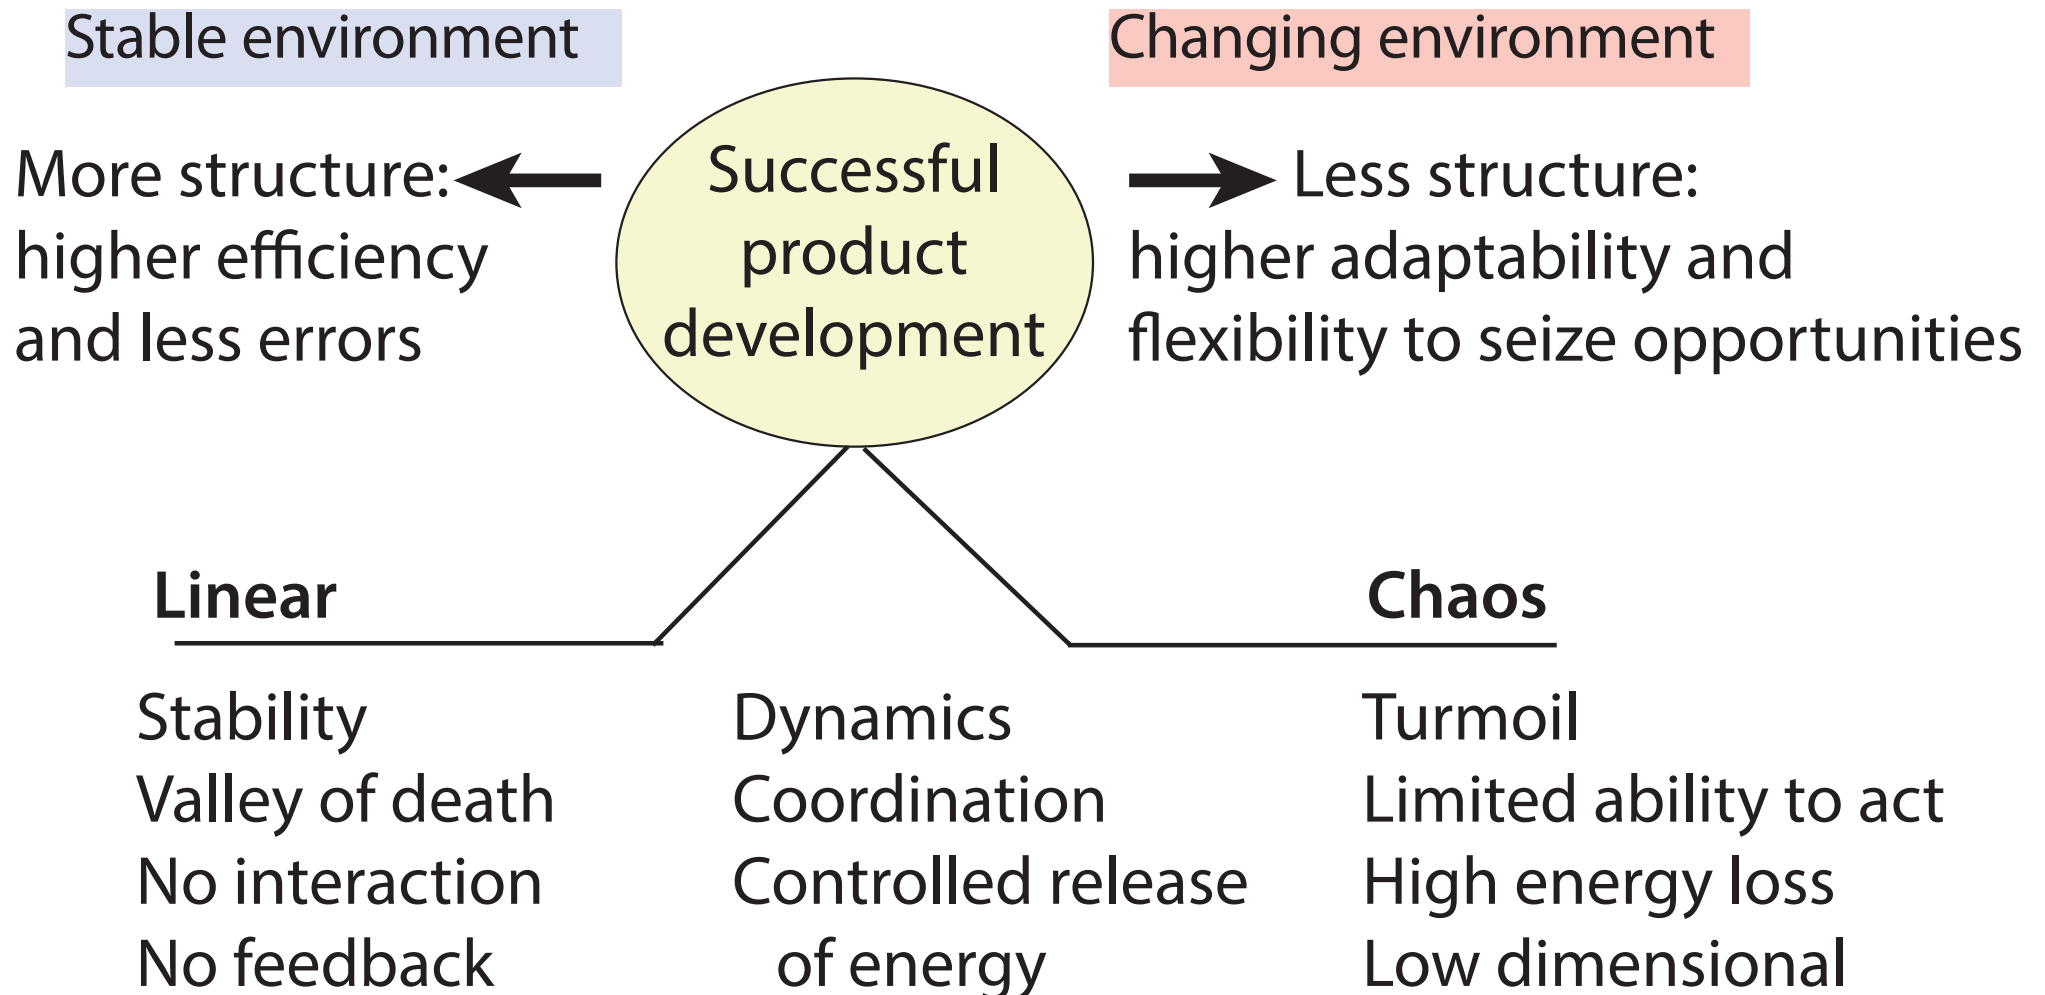 Stable environment
Changing environment
More structure:
higher efficiency
and less errors
Successful
product
development
Less structure:
higher adaptability and
flexibility to seize opportunities
Linear
Chaos
Stability
Valley of death
No interaction
No feedback
Dynamics
Coordination
Controlled release
of energy
Turmoil
Limited ability to act
High energy loss
Low dimensional